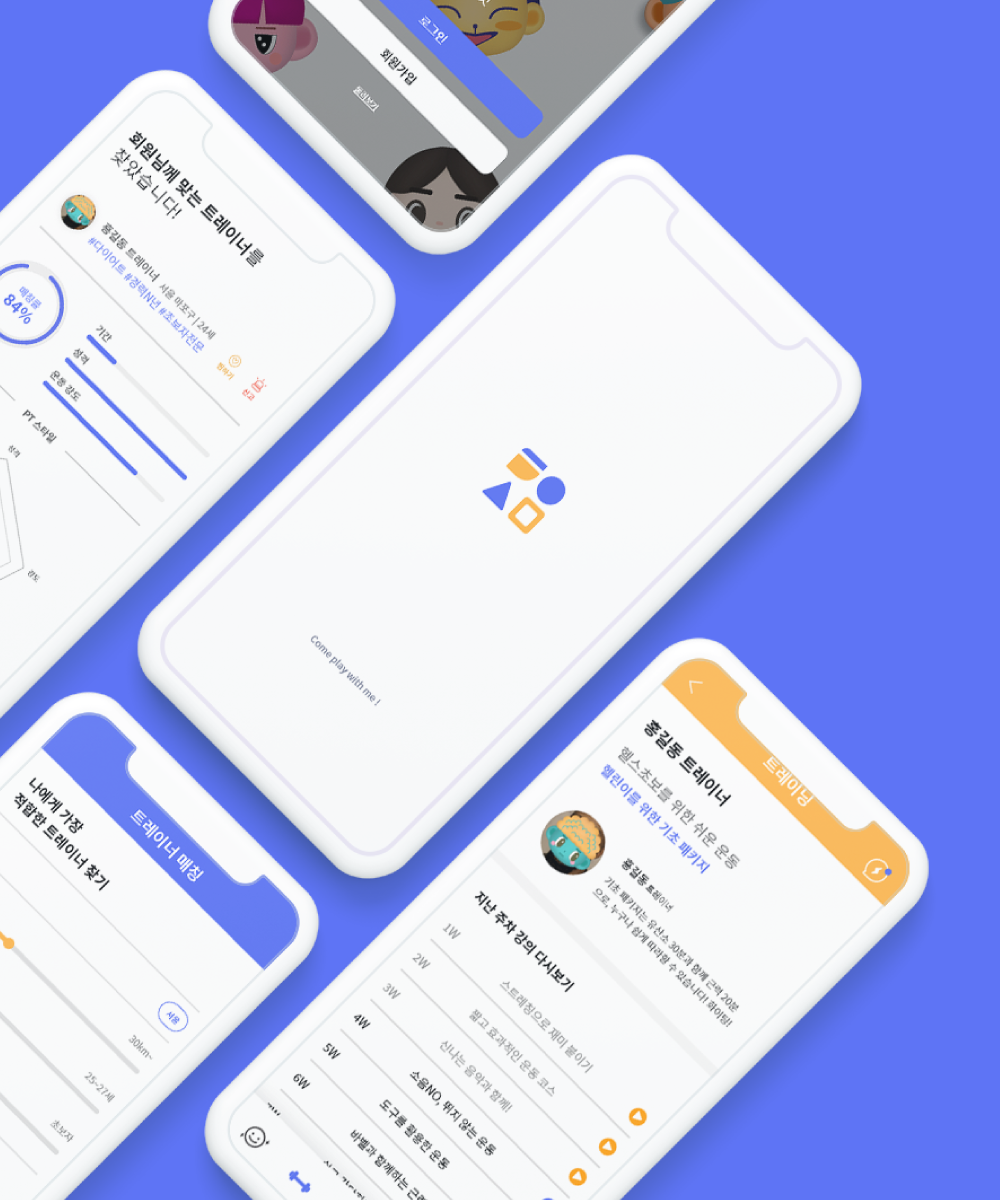 로그인
회원가입
둘러보기
회원님께 맞는 트레이너를
찾았습니다!
홍길동 트레이너 서울 마포구 | 24세
#다이어트 #경력N년 #초보자전문
찜하기
신고
매칭률
84%
기간
성격
운동 강도
PT 스타일
성격
강도
Come play with me !
트레이너 매칭
나에게 가장
적합한 트레이너 찾기
서울
30km~
25~27세
초보자
트레이닝
홍길동 트레이너
헬스초보를 위한 쉬운 운동
헬린이를 위한 기초 패키지
홍길동 트레이너
기초 패키지는 유산소 30분과 함께 근력 20분
으로, 누구나 쉽게 따라할 수 있습니다! 화이팅!
지난 주차 강의 다시보기
1W 스트레칭으로 재미 붙이기
2W 짧고 효과적인 운동 코스
3W 신나는 음악과 함께!
4W 소음NO, 뛰지 않는 운동
5W 도구를 활용한 운동
6W 바벨과 함께하는 근력